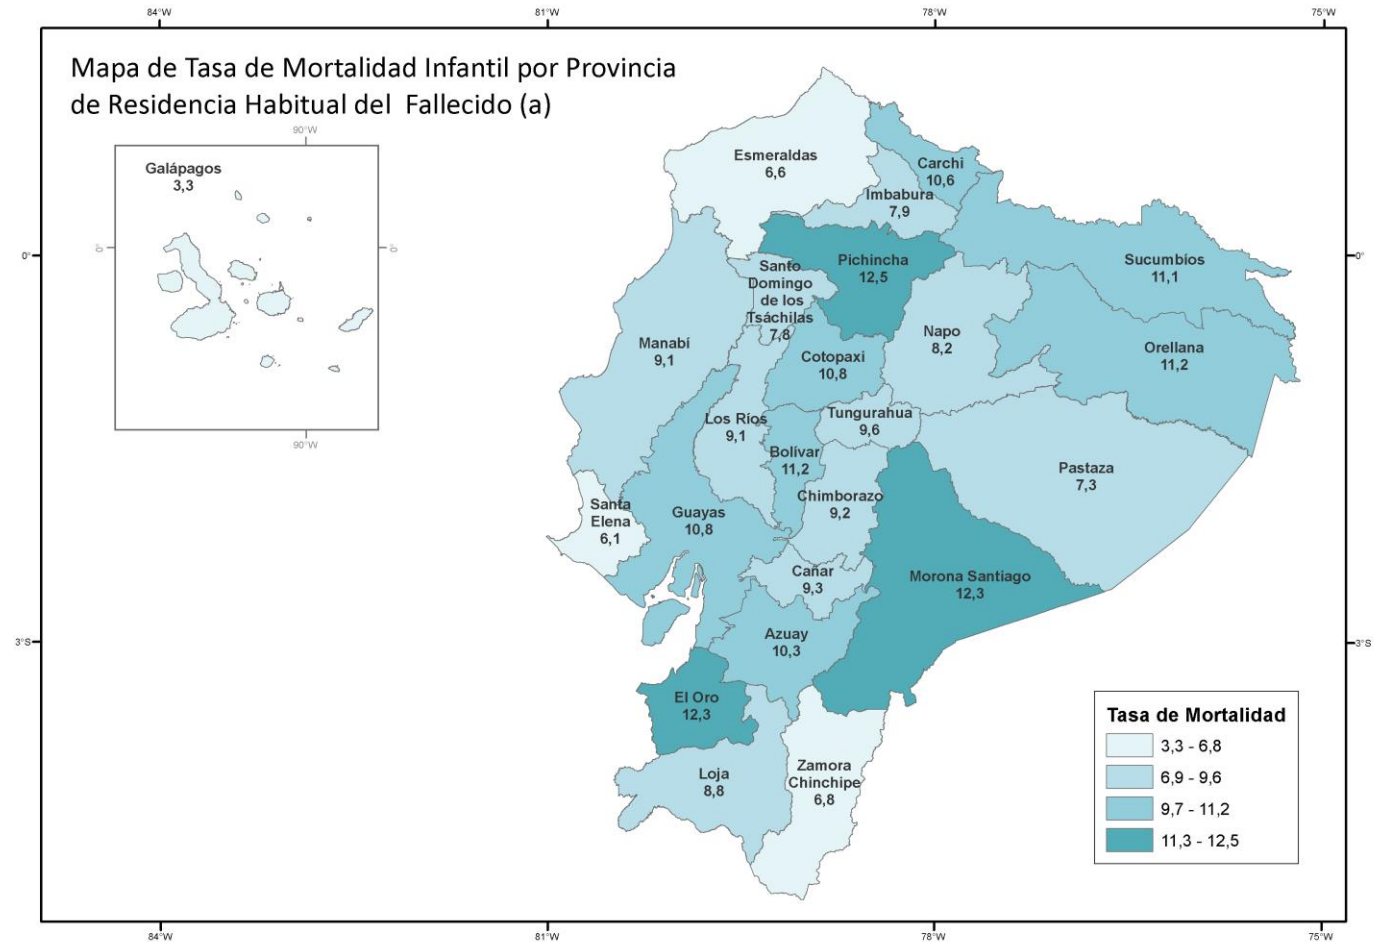 84°W
81°W
78°W
75°W
Mapa de Tasa de Mortalidad Infantil por Provincia
de Residencia Habitual del Fallecido (a)
90°W
Galápagos
3,3
0°
0°
90°W
0°
0°
3°S
3°S
Esmeraldas
6,6
Carchi
10,6
Imbabura
7,9
Pichincha
12,5
Sucumbíos
11,1
Santo
Domingo
de los
Tsáchilas
7,8
Manabí
9,1
Napo
8,2
Orellana
11,2
Cotopaxi
10,8
Los Ríos
9,1
Tungurahua
9,6
Bolívar
11,2
Pastaza
7,3
Chimborazo
9,2
Santa
Elena
6,1
Guayas
10,8
Cañar
9,3
Morona Santiago
12,3
Azuay
10,3
El Oro
12,3
Loja
8,8
Zamora
Chinchipe
6,8
Tasa de Mortalidad
3,3 - 6,8
6,9 - 9,6
9,7 - 11,2
11,3 - 12,5
84°W
81°W
78°W
75°W